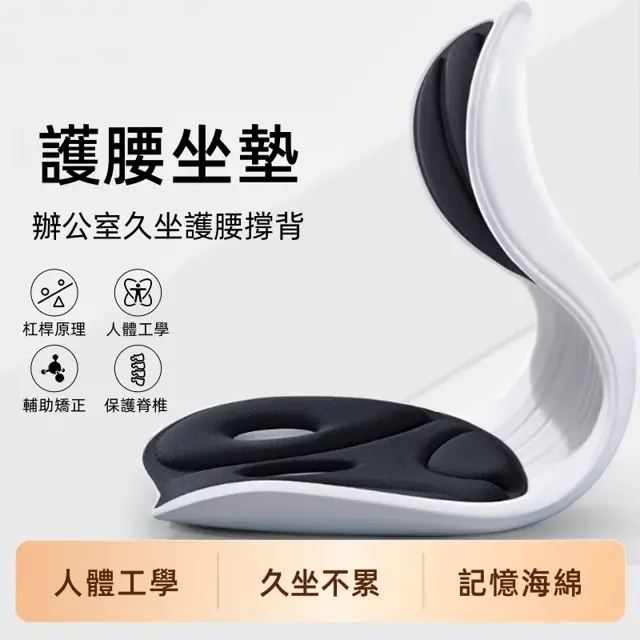 護腰坐墊
辦公室久坐護腰撐背
杠桿原理
人體工學
輔助矯正
保護脊椎
人體工學
久坐不累
記憶海綿